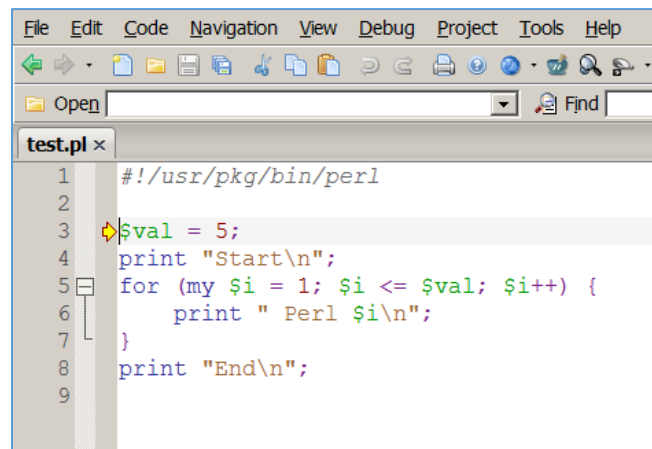 File Edit Code Navigation View Debug Project Tools Help
Open Find
test.pl ×
1 #!/usr/pkg/bin/perl
2
3 $val = 5;
4 print "Start\n";
5 for (my $i = 1; $i <= $val; $i++) {
6     print " Perl $i\n";
7 }
8 print "End\n";
9